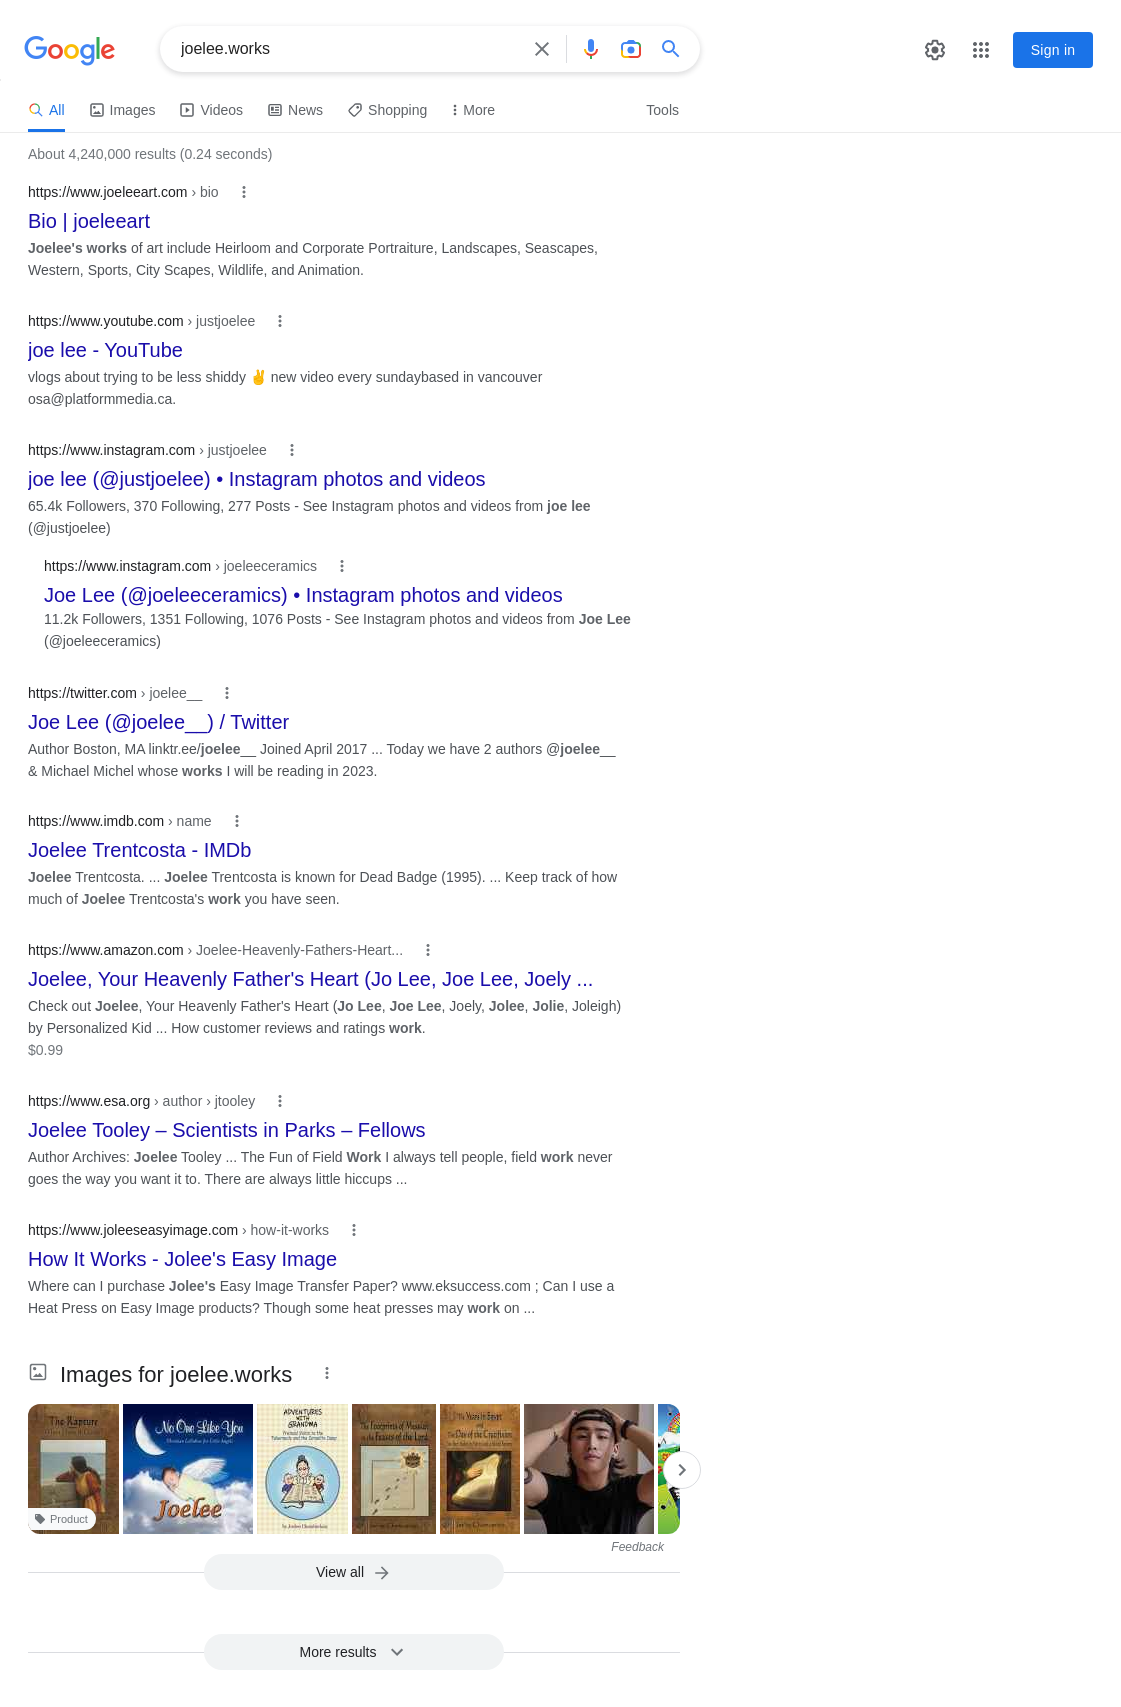 Google
joelee.works
Sign in
All
Images
Videos
News
Shopping
More
Tools
About 4,240,000 results (0.24 seconds)
https://www.joeleeart.com › bio
Bio | joeleeart
Joelee's works of art include Heirloom and Corporate Portraiture, Landscapes, Seascapes,
Western, Sports, City Scapes, Wildlife, and Animation.
https://www.youtube.com › justjoelee
joe lee - YouTube
vlogs about trying to be less shiddy ✌️ new video every sundaybased in vancouver
osa@platformmedia.ca.
https://www.instagram.com › justjoelee
joe lee (@justjoelee) • Instagram photos and videos
65.4k Followers, 370 Following, 277 Posts - See Instagram photos and videos from joe lee
(@justjoelee)
https://www.instagram.com › joeleeceramics
Joe Lee (@joeleeceramics) • Instagram photos and videos
11.2k Followers, 1351 Following, 1076 Posts - See Instagram photos and videos from Joe Lee
(@joeleeceramics)
https://twitter.com › joelee__
Joe Lee (@joelee__) / Twitter
Author Boston, MA linktr.ee/joelee__ Joined April 2017 ... Today we have 2 authors @joelee__
& Michael Michel whose works I will be reading in 2023.
https://www.imdb.com › name
Joelee Trentcosta - IMDb
Joelee Trentcosta. ... Joelee Trentcosta is known for Dead Badge (1995). ... Keep track of how
much of Joelee Trentcosta's work you have seen.
https://www.amazon.com › Joelee-Heavenly-Fathers-Heart...
Joelee, Your Heavenly Father's Heart (Jo Lee, Joe Lee, Joely ...
Check out Joelee, Your Heavenly Father's Heart (Jo Lee, Joe Lee, Joely, Jolee, Jolie, Joleigh)
by Personalized Kid ... How customer reviews and ratings work.
$0.99
https://www.esa.org › author › jtooley
Joelee Tooley – Scientists in Parks – Fellows
Author Archives: Joelee Tooley ... The Fun of Field Work I always tell people, field work never
goes the way you want it to. There are always little hiccups ...
https://www.joleeseasyimage.com › how-it-works
How It Works - Jolee's Easy Image
Where can I purchase Jolee's Easy Image Transfer Paper? www.eksuccess.com ; Can I use a
Heat Press on Easy Image products? Though some heat presses may work on ...
Images for joelee.works
The Rapture
No One Like You
Christian Lullabies for Little Angels
Joelee
ADVENTURES
WITH
GRANDMA
The Footprints of Messiah
in the Feasts of the Lord
The Years in Egypt
and
The Day of the Crucifixion
Product
Feedback
View all
More results